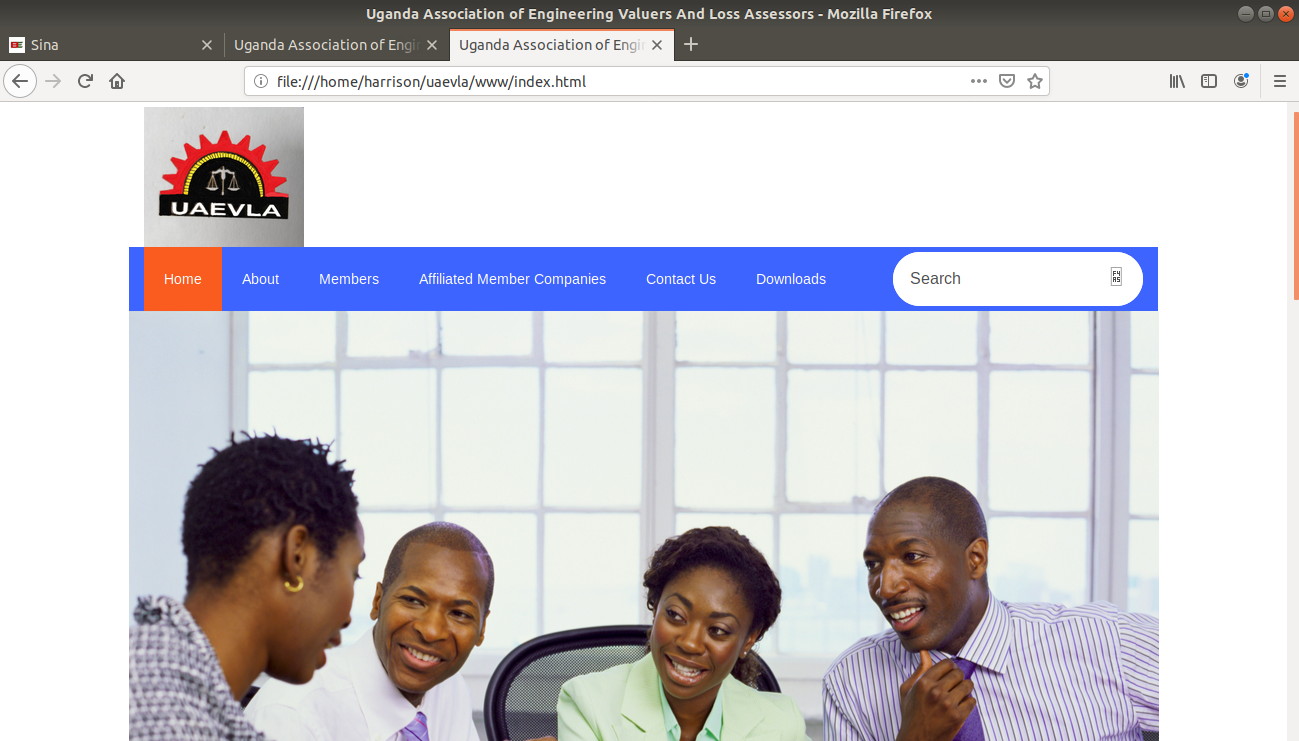 Uganda Association of Engineering Valuers And Loss Assessors - Mozilla Firefox
Sina
Uganda Association of Engi
Uganda Association of Engi
file:///home/harrison/uaevla/www/index.html
UAEVLA
Home About Members Affiliated Member Companies Contact Us Downloads Search